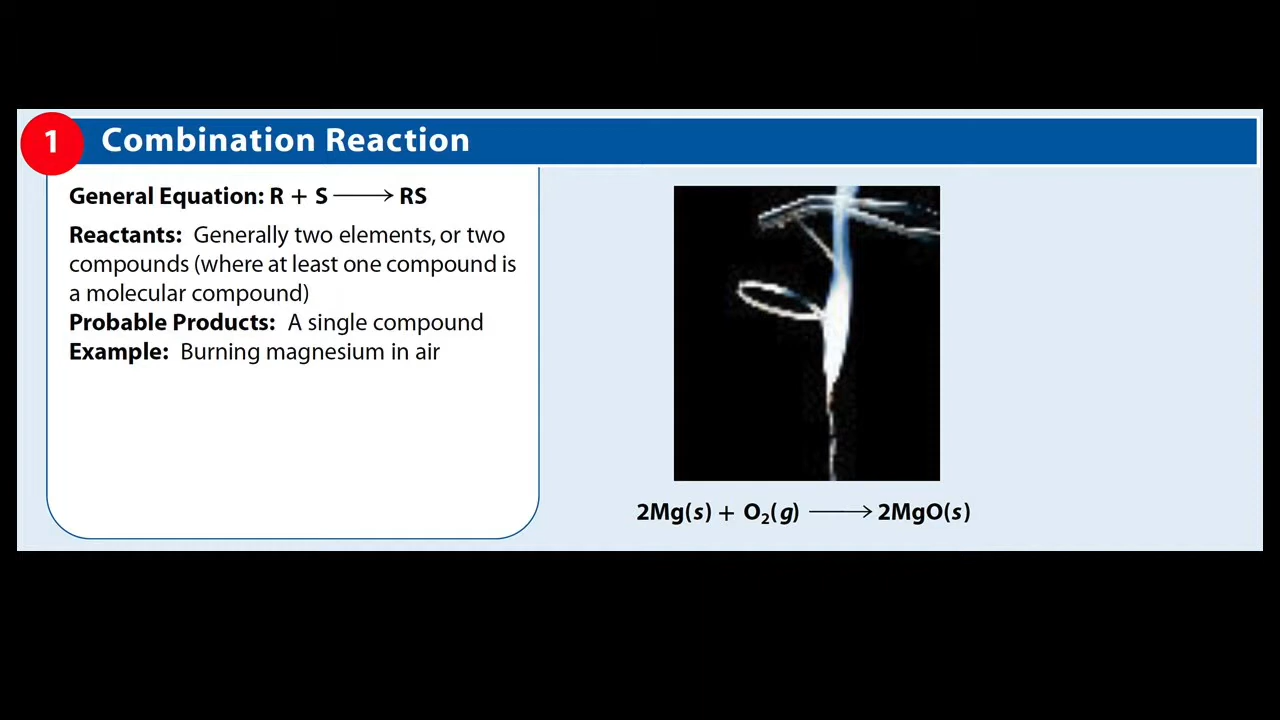 1
Combination Reaction
General Equation: R + S ⟶ RS
Reactants: Generally two elements, or two
compounds (where at least one compound is
a molecular compound)
Probable Products: A single compound
Example: Burning magnesium in air
2Mg(s) + O₂(g) ⟶ 2MgO(s)